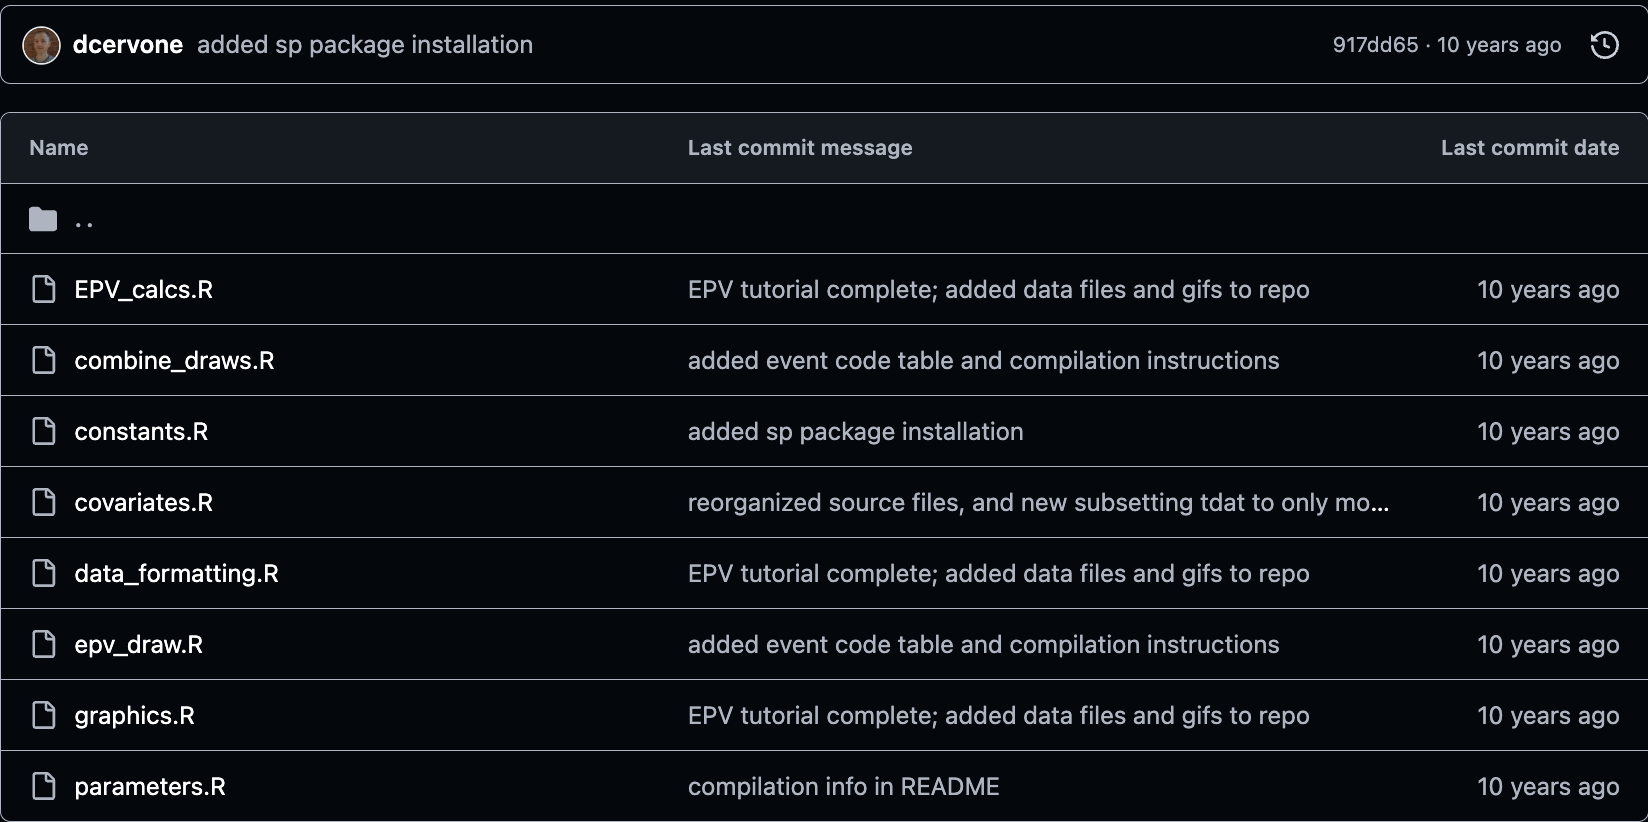 dcervone added sp package installation 917dd65 · 10 years ago
Name Last commit message Last commit date
..
EPV_calcs.R EPV tutorial complete; added data files and gifs to repo 10 years ago
combine_draws.R added event code table and compilation instructions 10 years ago
constants.R added sp package installation 10 years ago
covariates.R reorganized source files, and new subsetting tdat to only mo... 10 years ago
data_formatting.R EPV tutorial complete; added data files and gifs to repo 10 years ago
epv_draw.R added event code table and compilation instructions 10 years ago
graphics.R EPV tutorial complete; added data files and gifs to repo 10 years ago
parameters.R compilation info in README 10 years ago